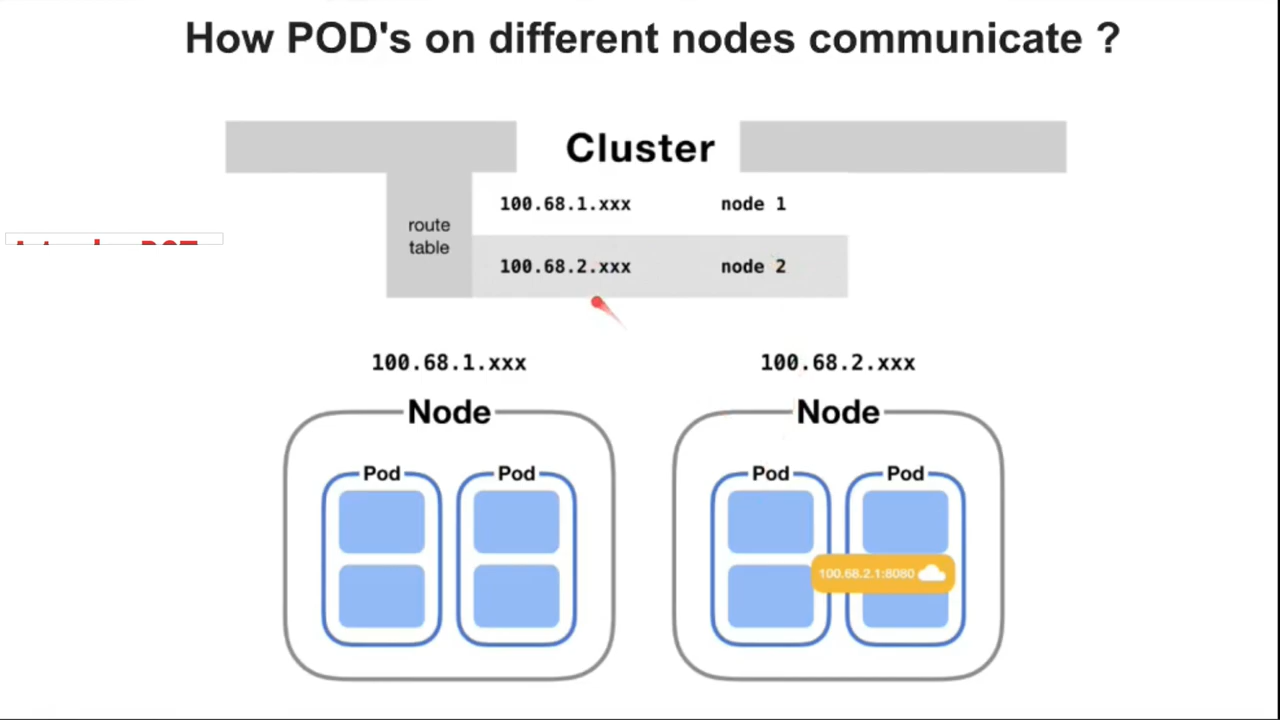 How POD's on different nodes communicate ?
Cluster
route
table
100.68.1.xxx node 1
100.68.2.xxx node 2
100.68.1.xxx
100.68.2.xxx
Node
Node
Pod
Pod
Pod
Pod
100.68.2.1:8080